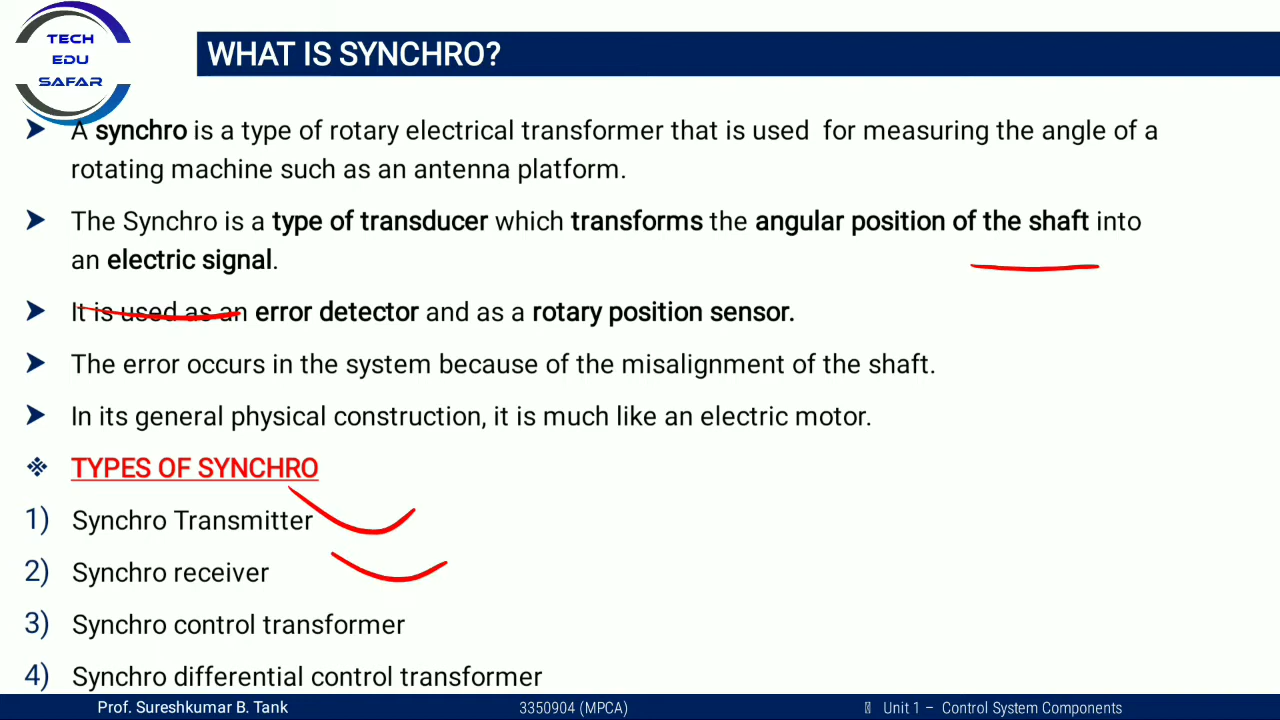 TECH
EDU
SAFAR
WHAT IS SYNCHRO?
➤ A synchro is a type of rotary electrical transformer that is used for measuring the angle of a
rotating machine such as an antenna platform.
➤ The Synchro is a type of transducer which transforms the angular position of the shaft into
an electric signal.
➤ It is used as an error detector and as a rotary position sensor.
➤ The error occurs in the system because of the misalignment of the shaft.
➤ In its general physical construction, it is much like an electric motor.
❖ TYPES OF SYNCHRO
1) Synchro Transmitter
2) Synchro receiver
3) Synchro control transformer
4) Synchro differential control transformer
Prof. Sureshkumar B. Tank 3350904 (MPCA) Unit 1 – Control System Components